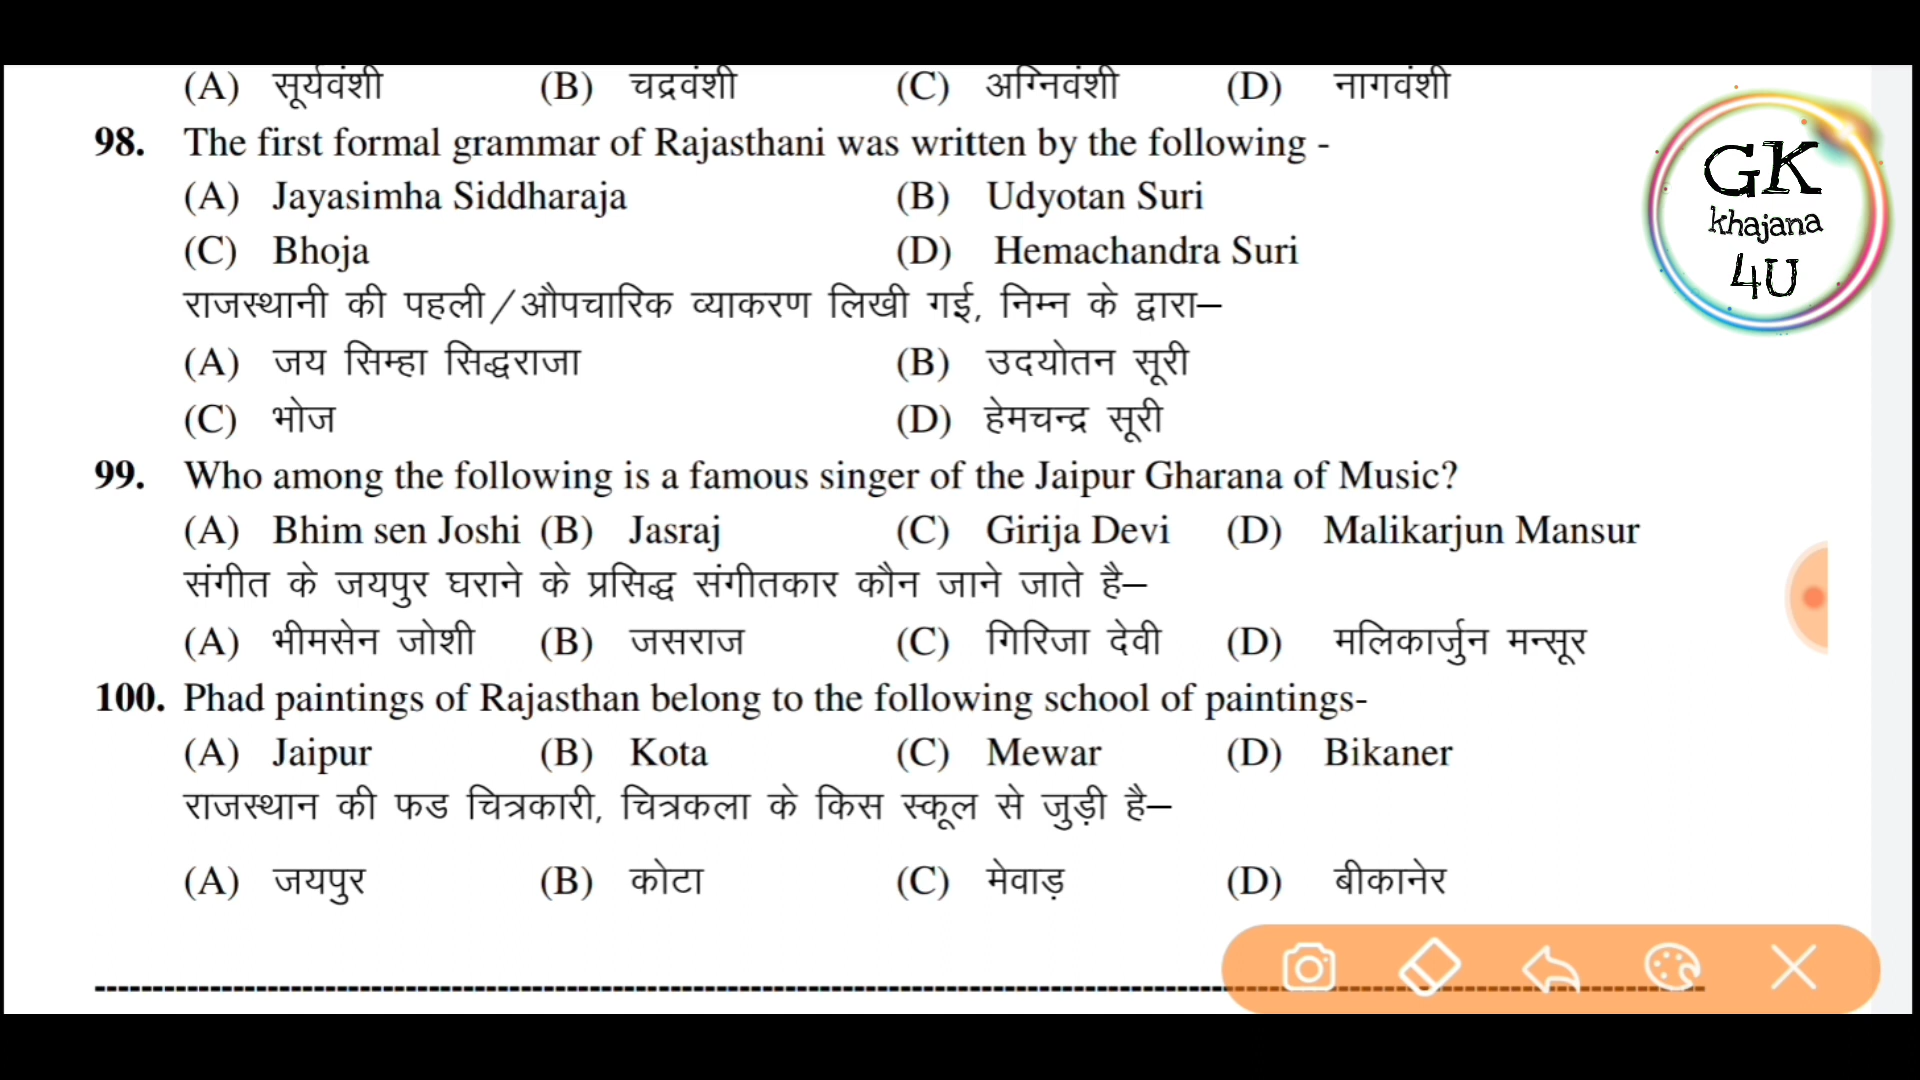 (A) सूर्यवंशी (B) चद्रवंशी (C) अग्निवंशी (D) नागवंशी
98. The first formal grammar of Rajasthani was written by the following -
(A) Jayasimha Siddharaja (B) Udyotan Suri
(C) Bhoja (D) Hemachandra Suri
राजस्थानी की पहली/औपचारिक व्याकरण लिखी गई, निम्न के द्वारा–
(A) जय सिम्हा सिद्धराजा (B) उदयोतन सूरी
(C) भोज (D) हेमचन्द्र सूरी
99. Who among the following is a famous singer of the Jaipur Gharana of Music?
(A) Bhim sen Joshi (B) Jasraj (C) Girija Devi (D) Malikarjun Mansur
संगीत के जयपुर घराने के प्रसिद्ध संगीतकार कौन जाने जाते है–
(A) भीमसेन जोशी (B) जसराज (C) गिरिजा देवी (D) मलिकार्जुन मन्सूर
100. Phad paintings of Rajasthan belong to the following school of paintings-
(A) Jaipur (B) Kota (C) Mewar (D) Bikaner
राजस्थान की फड चित्रकारी, चित्रकला के किस स्कूल से जुड़ी है–
(A) जयपुर (B) कोटा (C) मेवाड़ (D) बीकानेर
GK
khajana
4U